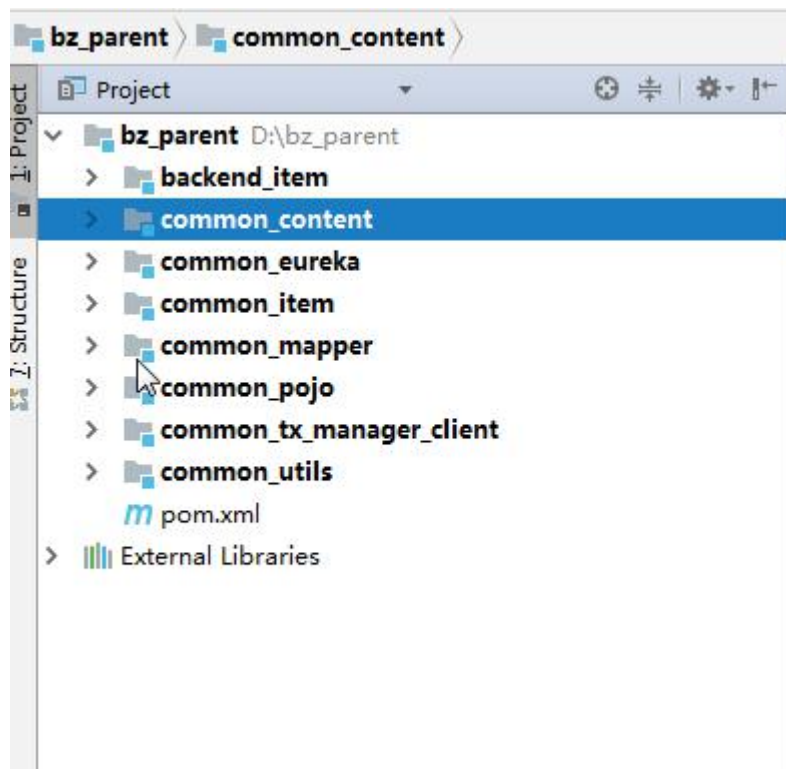 bz_parent common_content
Project
1: Project
7: Structure
bz_parent D:\bz_parent
backend_item
common_content
common_eureka
common_item
common_mapper
common_pojo
common_tx_manager_client
common_utils
pom.xml
External Libraries